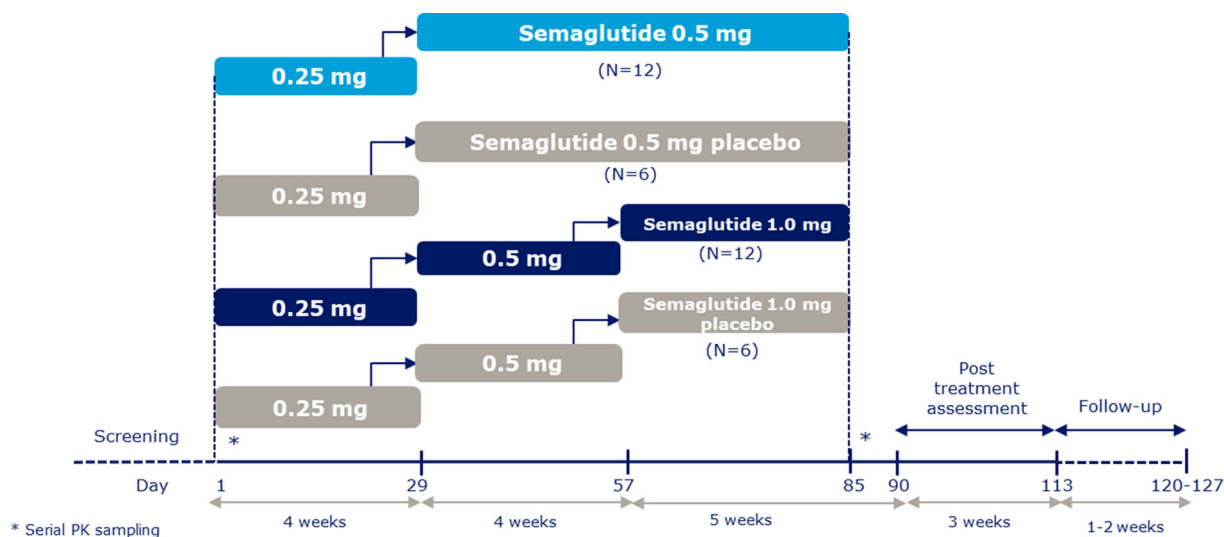 Semaglutide 0.5 mg
0.25 mg
(N=12)
Semaglutide 0.5 mg placebo
(N=6)
0.25 mg
Semaglutide 1.0 mg
(N=12)
0.5 mg
0.25 mg
Semaglutide 1.0 mg
placebo
(N=6)
0.5 mg
0.25 mg
Post
treatment
assessment
Follow-up
Screening
*
*
Day
1
29
57
85
90
113
120-127
4 weeks
4 weeks
5 weeks
3 weeks
1-2 weeks
* Serial PK sampling